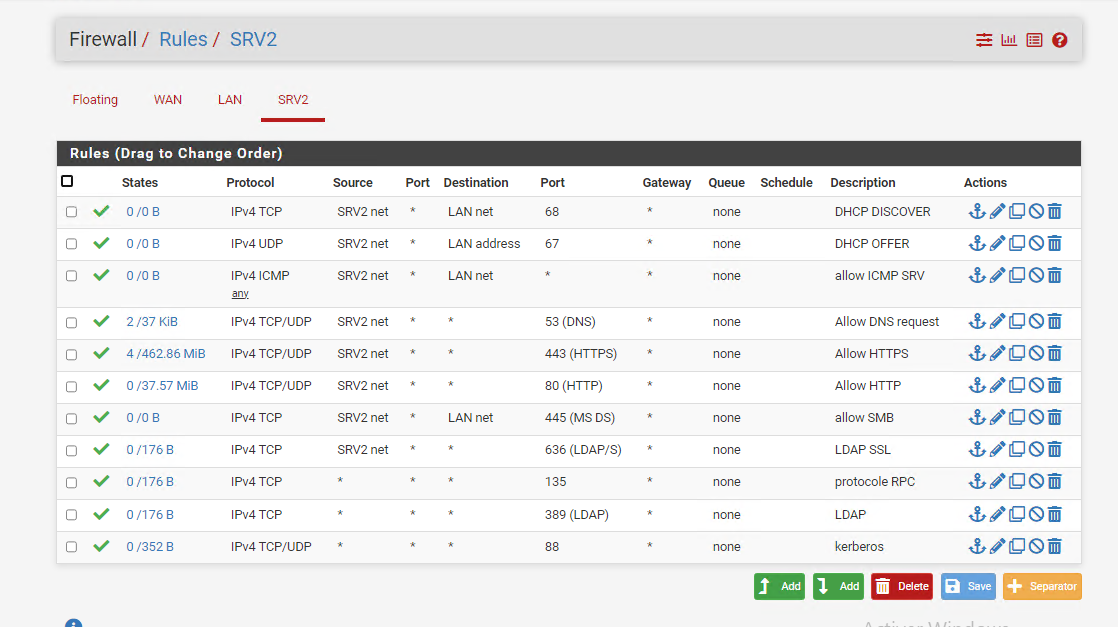 Firewall / Rules / SRV2
Floating WAN LAN SRV2
Rules (Drag to Change Order)
States Protocol Source Port Destination Port Gateway Queue Schedule Description Actions
0 /0 B IPv4 TCP SRV2 net * LAN net 68 * none DHCP DISCOVER
0 /0 B IPv4 UDP SRV2 net * LAN address 67 * none DHCP OFFER
0 /0 B IPv4 ICMP SRV2 net * LAN net * * none allow ICMP SRV
any
2 /37 KiB IPv4 TCP/UDP SRV2 net * * 53 (DNS) * none Allow DNS request
4 /462.86 MiB IPv4 TCP/UDP SRV2 net * * 443 (HTTPS) * none Allow HTTPS
0 /37.57 MiB IPv4 TCP/UDP SRV2 net * * 80 (HTTP) * none Allow HTTP
0 /0 B IPv4 TCP SRV2 net * LAN net 445 (MS DS) * none allow SMB
0 /176 B IPv4 TCP SRV2 net * * 636 (LDAP/S) * none LDAP SSL
0 /176 B IPv4 TCP * * * 135 * none protocole RPC
0 /176 B IPv4 TCP * * * 389 (LDAP) * none LDAP
0 /352 B IPv4 TCP/UDP * * * 88 * none kerberos
Add Add Delete Save Separator
Activer Windows